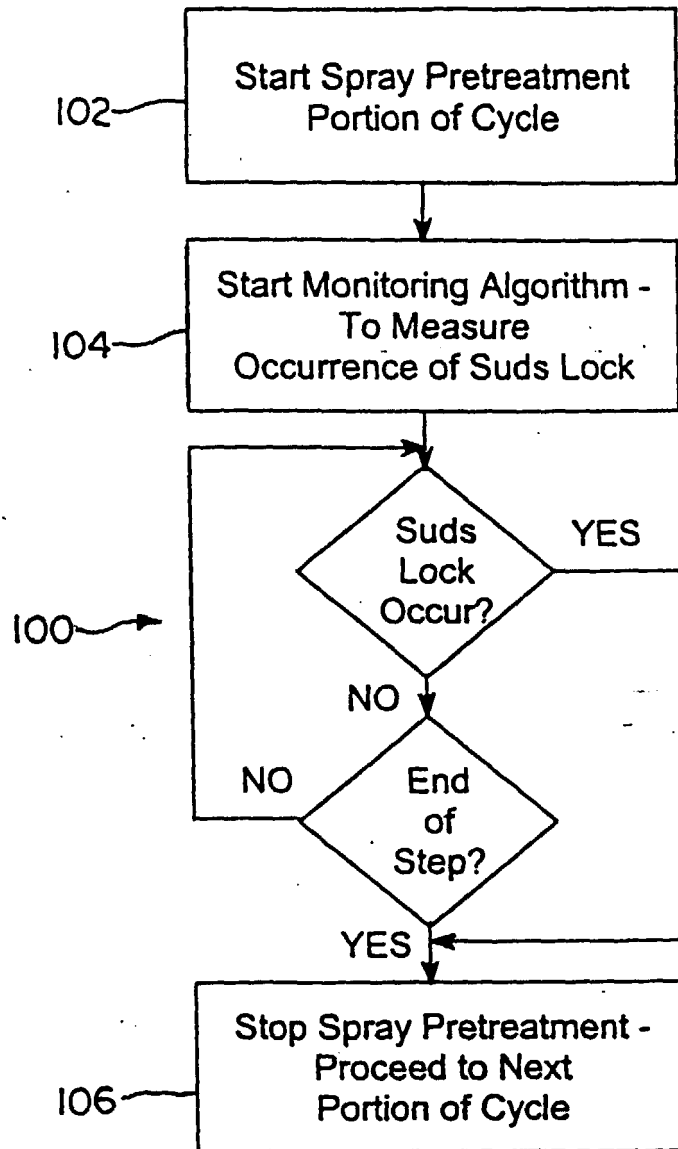 Start Spray Pretreatment
Portion of Cycle
102
Start Monitoring Algorithm -
To Measure
Occurrence of Suds Lock
104
Suds
Lock
Occur?
YES
100
NO
End
of
Step?
NO
YES
Stop Spray Pretreatment -
Proceed to Next
Portion of Cycle
106